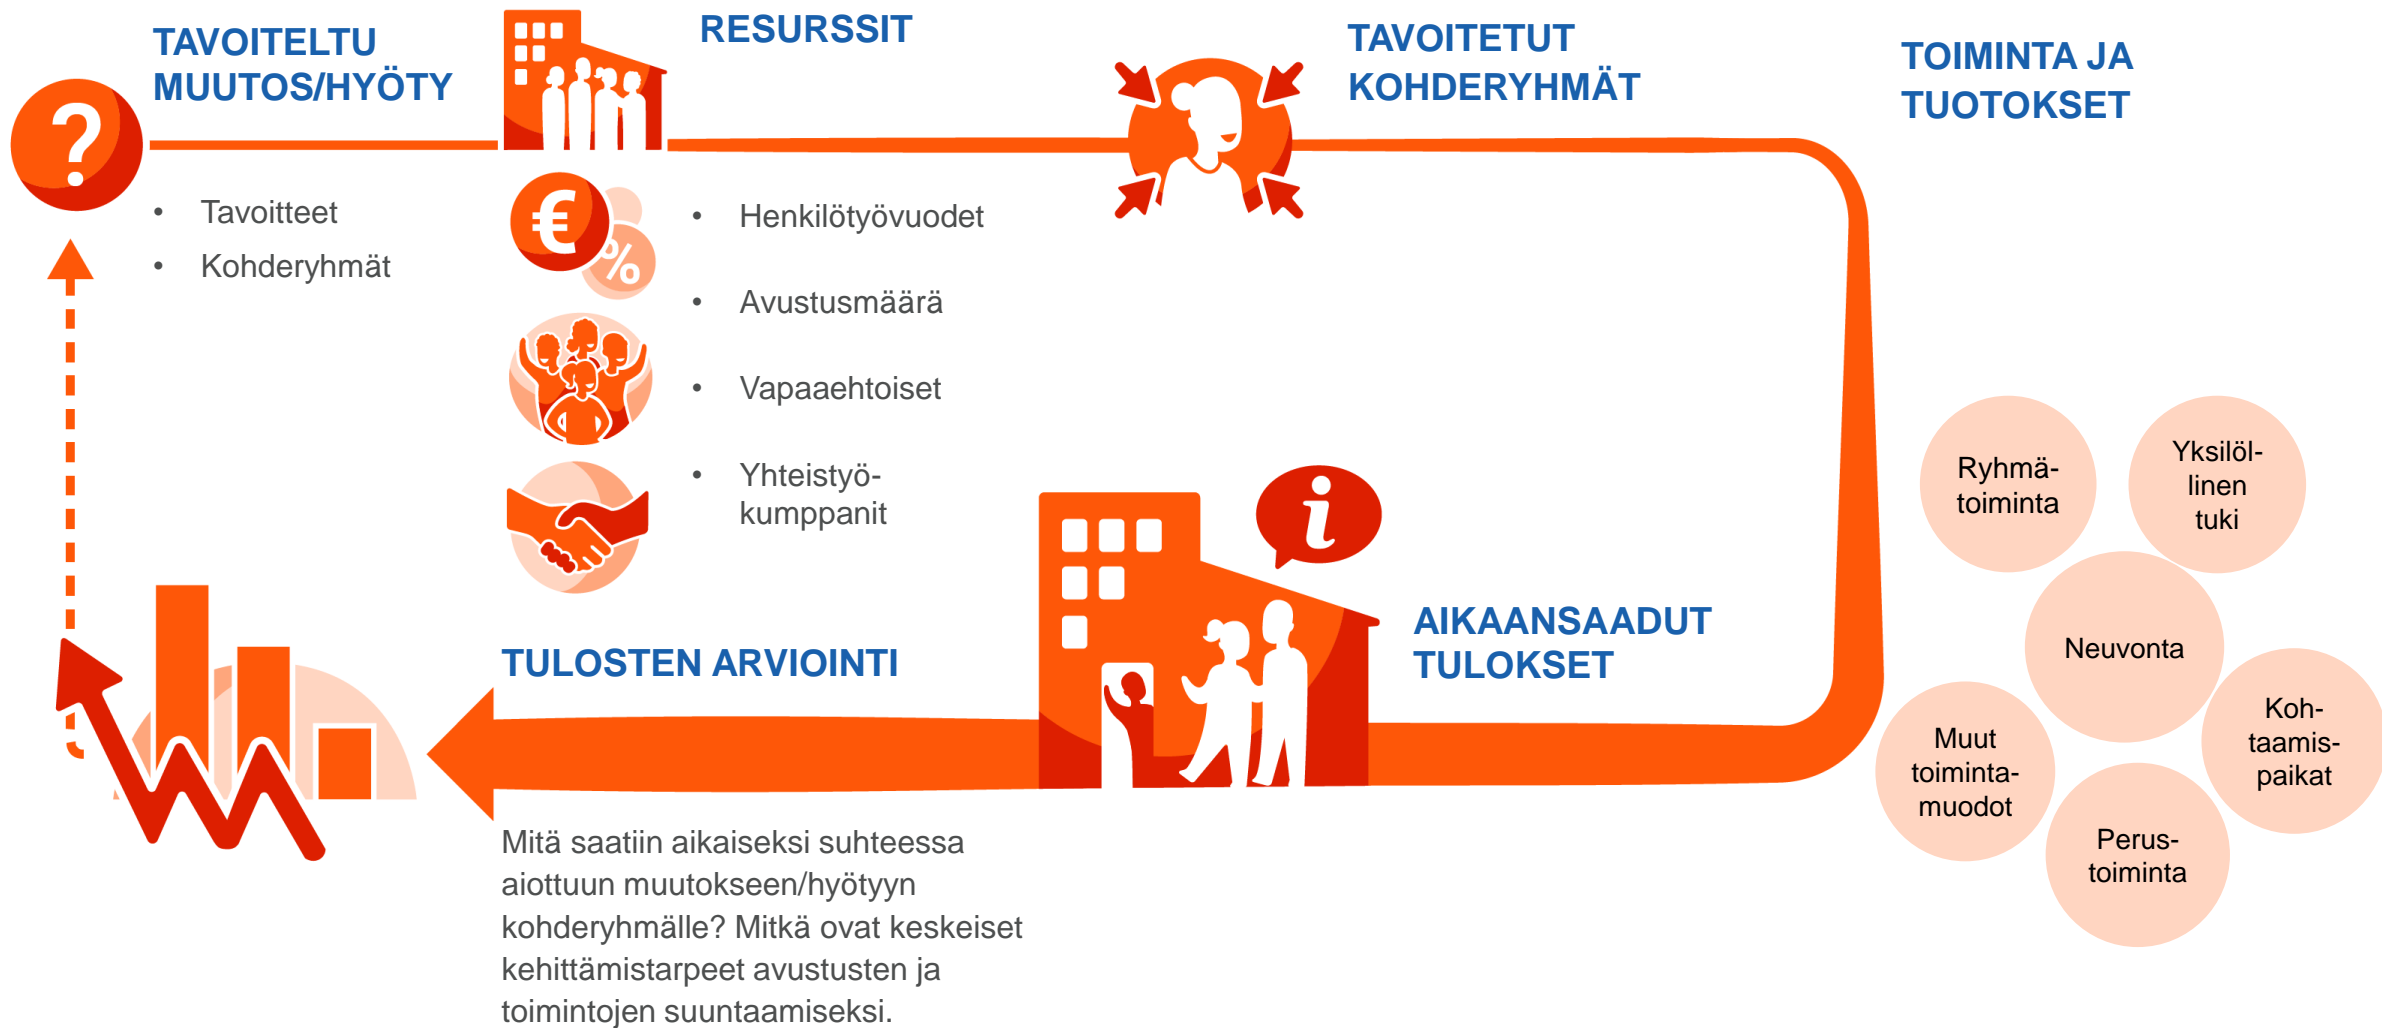 TAVOITELTU
MUUTOS/HYÖTY
?
• Tavoitteet
• Kohderyhmät
RESURSSIT
€
%
• Henkilötyövuodet
• Avustusmäärä
• Vapaaehtoiset
• Yhteistyö-
kumppanit
TAVOITETUT
KOHDERYHMÄT
TOIMINTA JA
TUOTOKSET
Ryhmä-
toiminta
Yksilöl-
linen
tuki
Neuvonta
Koh-
taamis-
paikat
Muut
toiminta-
muodot
Perus-
toiminta
i
AIKAANSAADUT
TULOKSET
TULOSTEN ARVIOINTI
Mitä saatiin aikaiseksi suhteessa
aiottuun muutokseen/hyötyyn
kohderyhmälle? Mitkä ovat keskeiset
kehittämistarpeet avustusten ja
toimintojen suuntaamiseksi.